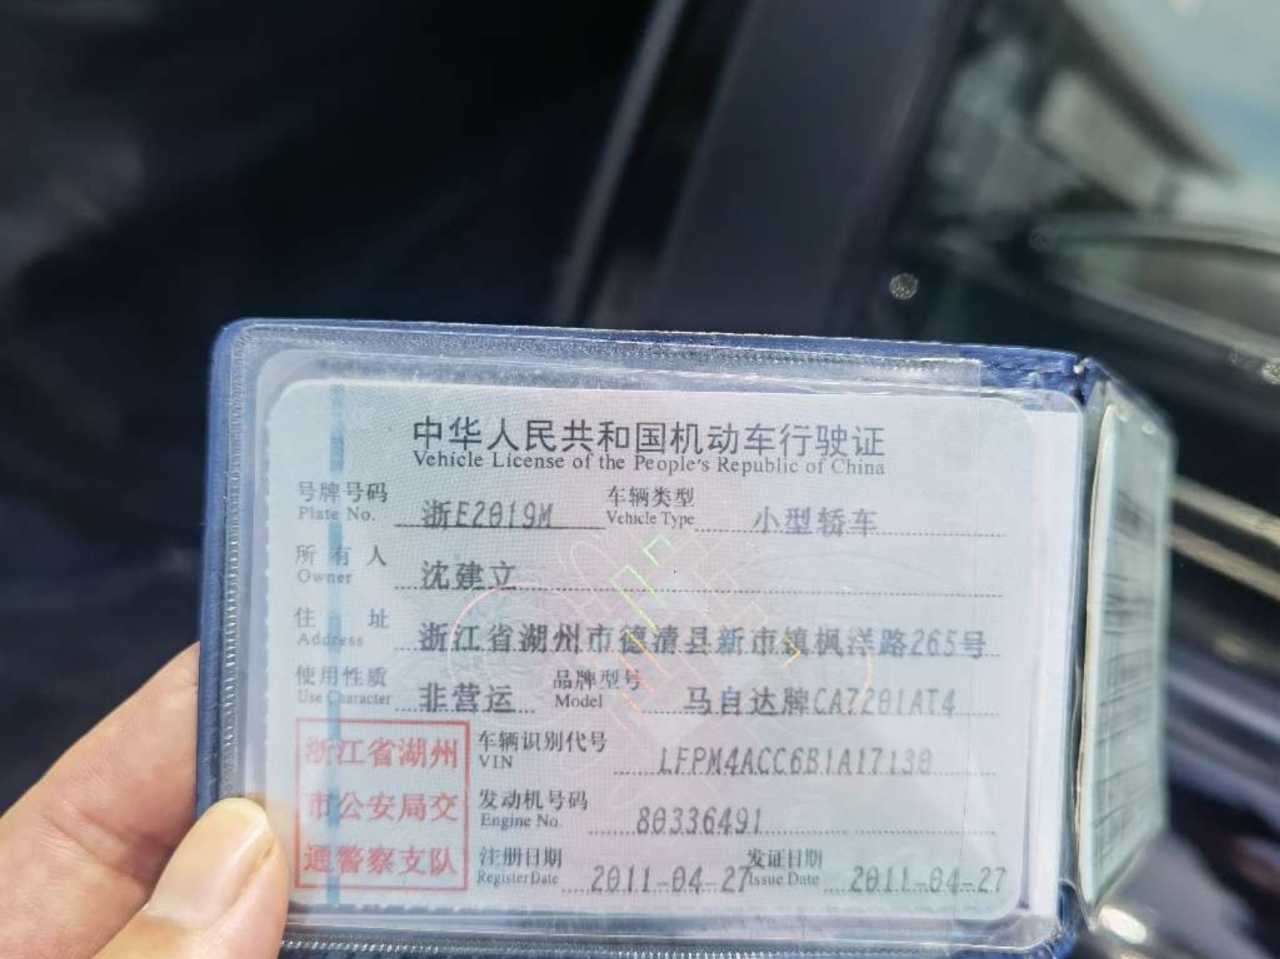 中华人民共和国机动车行驶证
Vehicle License of the People's Republic of China
号牌号码 浙E2019M 车辆类型 小型轿车
Plate No. Vehicle Type
所有人 沈建立
Owner
住址 浙江省湖州市德清县新市镇枫洋路265号
Address
使用性质 非营运 品牌型号 马自达牌CA7201AT4
Use Character Model
浙江省湖州
市公安局交
通警察支队
车辆识别代号 LFPM4ACC6B1A17130
VIN
发动机号码 80336491
Engine No.
注册日期 2011-04-27 发证日期 2011-04-27
Register Date Issue Date